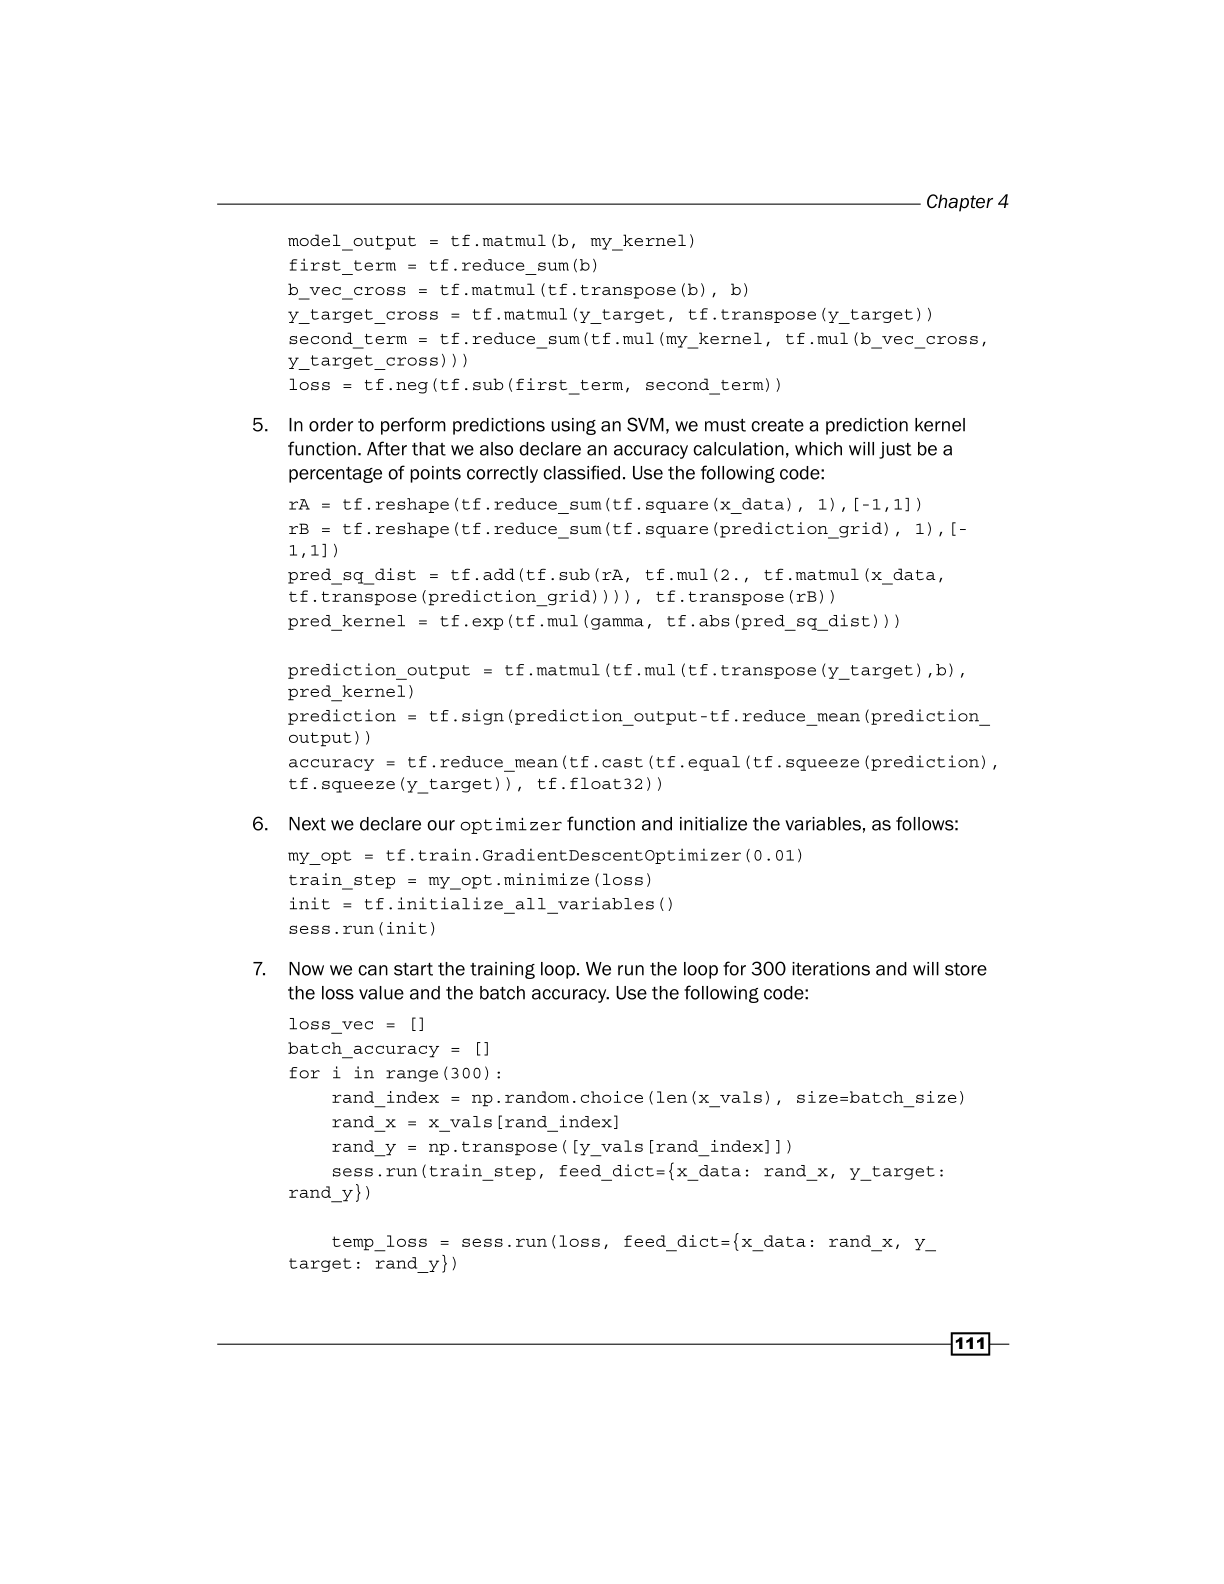 Chapter 4
model_output = tf.matmul(b, my_kernel)
first_term = tf.reduce_sum(b)
b_vec_cross = tf.matmul(tf.transpose(b), b)
y_target_cross = tf.matmul(y_target, tf.transpose(y_target))
second_term = tf.reduce_sum(tf.mul(my_kernel, tf.mul(b_vec_cross,
y_target_cross)))
loss = tf.neg(tf.sub(first_term, second_term))
5. In order to perform predictions using an SVM, we must create a prediction kernel
function. After that we also declare an accuracy calculation, which will just be a
percentage of points correctly classified. Use the following code:
rA = tf.reshape(tf.reduce_sum(tf.square(x_data), 1),[-1,1])
rB = tf.reshape(tf.reduce_sum(tf.square(prediction_grid), 1),[-
1,1])
pred_sq_dist = tf.add(tf.sub(rA, tf.mul(2., tf.matmul(x_data,
tf.transpose(prediction_grid)))), tf.transpose(rB))
pred_kernel = tf.exp(tf.mul(gamma, tf.abs(pred_sq_dist)))
prediction_output = tf.matmul(tf.mul(tf.transpose(y_target),b),
pred_kernel)
prediction = tf.sign(prediction_output-tf.reduce_mean(prediction_
output))
accuracy = tf.reduce_mean(tf.cast(tf.equal(tf.squeeze(prediction),
tf.squeeze(y_target)), tf.float32))
6. Next we declare our optimizer function and initialize the variables, as follows:
my_opt = tf.train.GradientDescentOptimizer(0.01)
train_step = my_opt.minimize(loss)
init = tf.initialize_all_variables()
sess.run(init)
7. Now we can start the training loop. We run the loop for 300 iterations and will store
the loss value and the batch accuracy. Use the following code:
loss_vec = []
batch_accuracy = []
for i in range(300):
    rand_index = np.random.choice(len(x_vals), size=batch_size)
    rand_x = x_vals[rand_index]
    rand_y = np.transpose([y_vals[rand_index]])
    sess.run(train_step, feed_dict={x_data: rand_x, y_target:
rand_y})
    temp_loss = sess.run(loss, feed_dict={x_data: rand_x, y_
target: rand_y})
111